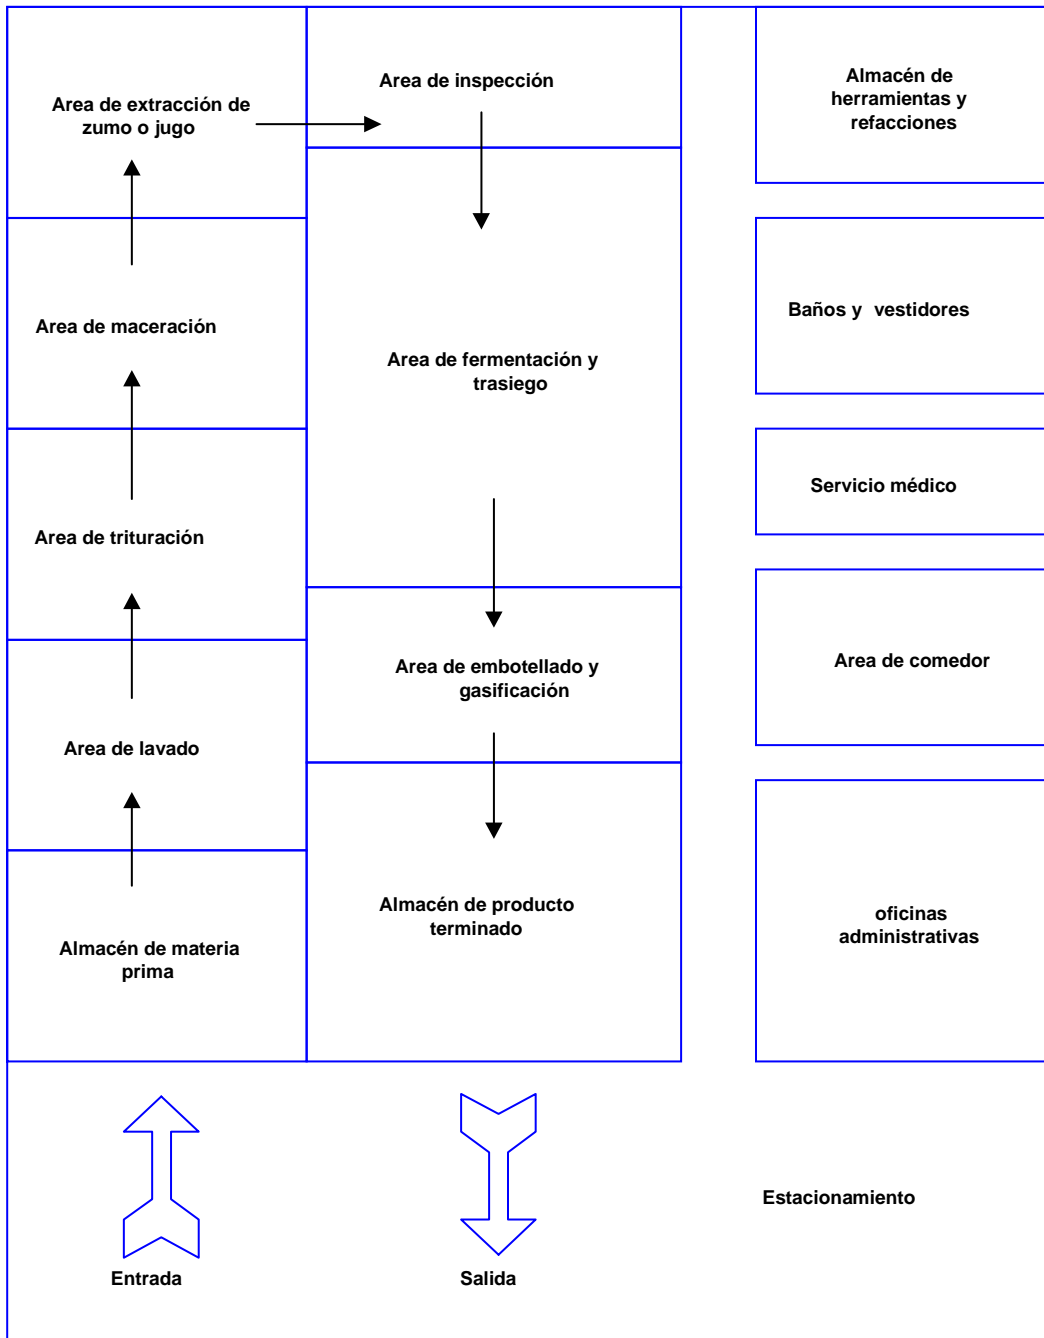 Area de extracción de
zumo o jugo
Area de inspección
Almacén de
herramientas y
refacciones
Area de maceración
Area de fermentación y
trasiego
Baños y vestidores
Area de trituración
Servicio médico
Area de lavado
Area de embotellado y
gasificación
Area de comedor
Almacén de materia
prima
Almacén de producto
terminado
oficinas
administrativas
Entrada
Salida
Estacionamiento